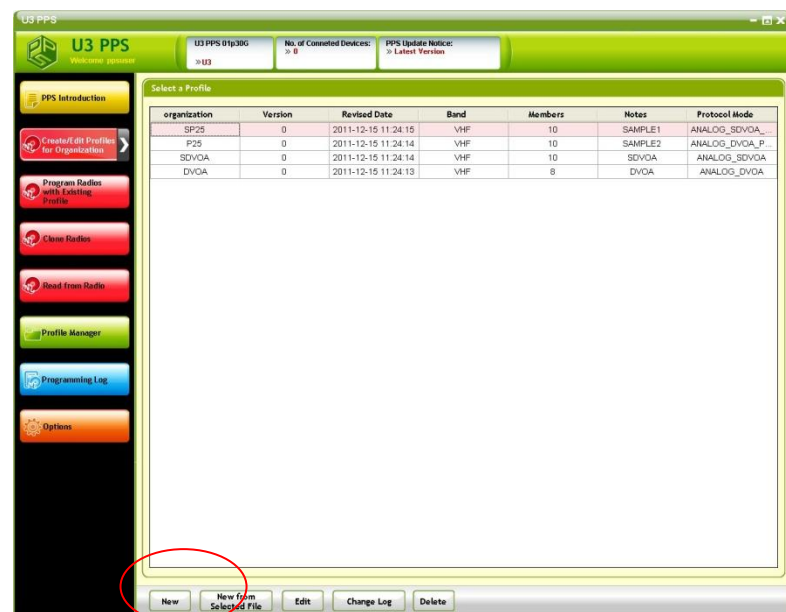 U3 PPS
U3 PPS
Welcome ppsuser
U3 PPS 01p30G
»U3
No. of Conneted Devices:
» 0
PPS Update Notice:
» Latest Version
PPS Introduction
Create/Edit Profiles
for Organization
Program Radios
with Existing
Profile
Clone Radios
Read from Radio
Profile Manager
Programming Log
Options
Select a Profile
organization Version Revised Date Band Members Notes Protocol Mode
SP25 0 2011-12-15 11:24:15 VHF 10 SAMPLE1 ANALOG_SDVOA_...
P25 0 2011-12-15 11:24:14 VHF 10 SAMPLE2 ANALOG_DVOA_P...
SDVOA 0 2011-12-15 11:24:14 VHF 10 SDVOA ANALOG_SDVOA
DVOA 0 2011-12-15 11:24:13 VHF 8 DVOA ANALOG_DVOA
New
New from
Selected File
Edit
Change Log
Delete